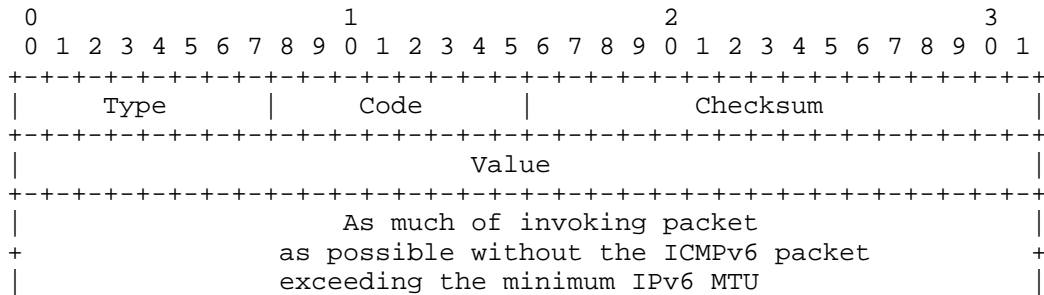 0                   1                   2                   3
 0 1 2 3 4 5 6 7 8 9 0 1 2 3 4 5 6 7 8 9 0 1 2 3 4 5 6 7 8 9 0 1
+-+-+-+-+-+-+-+-+-+-+-+-+-+-+-+-+-+-+-+-+-+-+-+-+-+-+-+-+-+-+-+-+
|     Type      |     Code      |          Checksum             |
+-+-+-+-+-+-+-+-+-+-+-+-+-+-+-+-+-+-+-+-+-+-+-+-+-+-+-+-+-+-+-+-+
|                            Value                              |
+-+-+-+-+-+-+-+-+-+-+-+-+-+-+-+-+-+-+-+-+-+-+-+-+-+-+-+-+-+-+-+-+
|                    As much of invoking packet                 |
+                as possible without the ICMPv6 packet          +
|                exceeding the minimum IPv6 MTU                 |